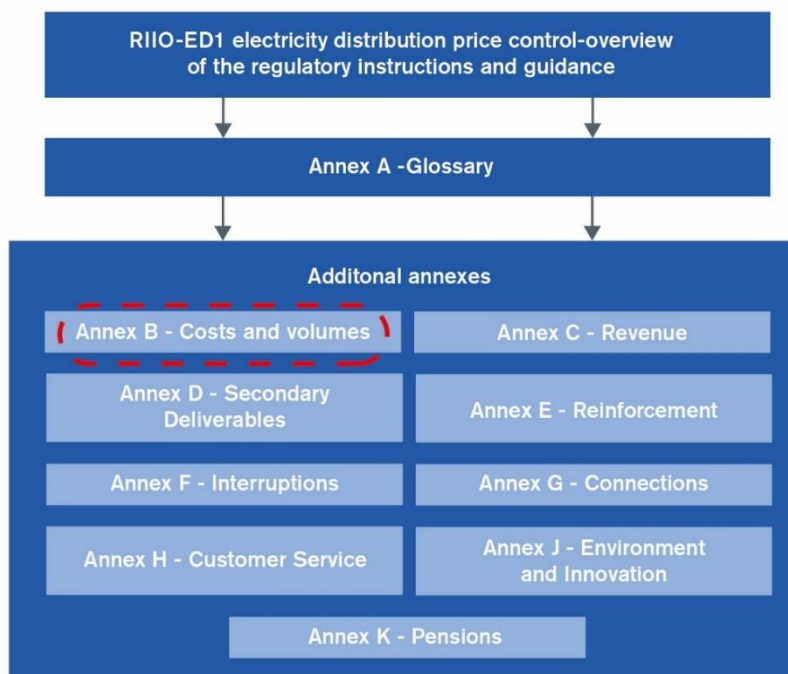 RIIO-ED1 electricity distribution price control-overview
of the regulatory instructions and guidance
Annex A -Glossary
Additonal annexes
Annex B - Costs and volumes
Annex C - Revenue
Annex D - Secondary
Deliverables
Annex E - Reinforcement
Annex F - Interruptions
Annex G - Connections
Annex H - Customer Service
Annex J - Environment
and Innovation
Annex K - Pensions